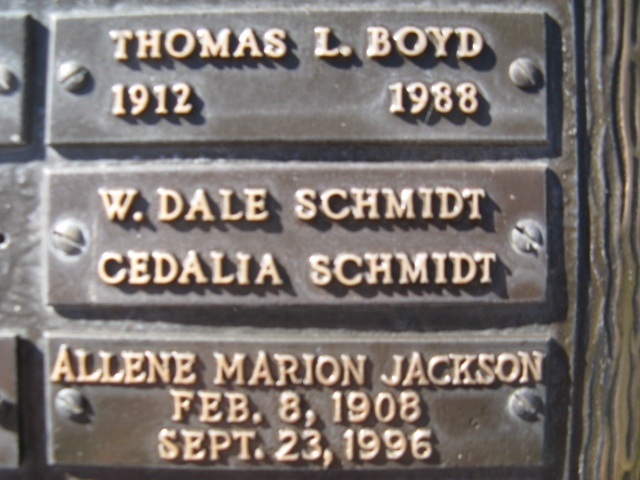 THOMAS L. BOYD
1912 1988
W. DALE SCHMIDT
CEDALIA SCHMIDT
ALLENE MARION JACKSON
FEB. 8, 1908
SEPT. 23, 1996